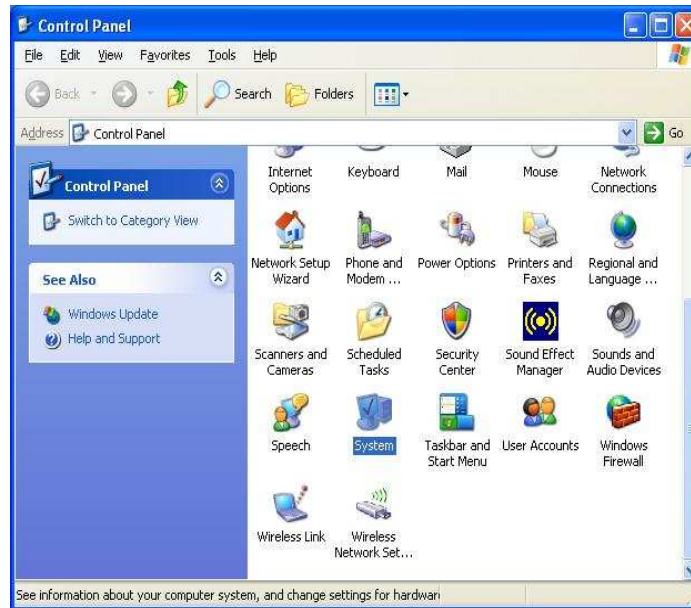 Control Panel
File Edit View Favorites Tools Help
Back Search Folders
Address Control Panel Go
Control Panel
Switch to Category View
See Also
Windows Update
Help and Support
Internet Options
Keyboard
Mail
Mouse
Network Connections
Network Setup Wizard
Phone and Modem ...
Power Options
Printers and Faxes
Regional and Language ...
Scanners and Cameras
Scheduled Tasks
Security Center
Sound Effect Manager
Sounds and Audio Devices
Speech
System
Taskbar and Start Menu
User Accounts
Windows Firewall
Wireless Link
Wireless Network Set...
See information about your computer system, and change settings for hardwar